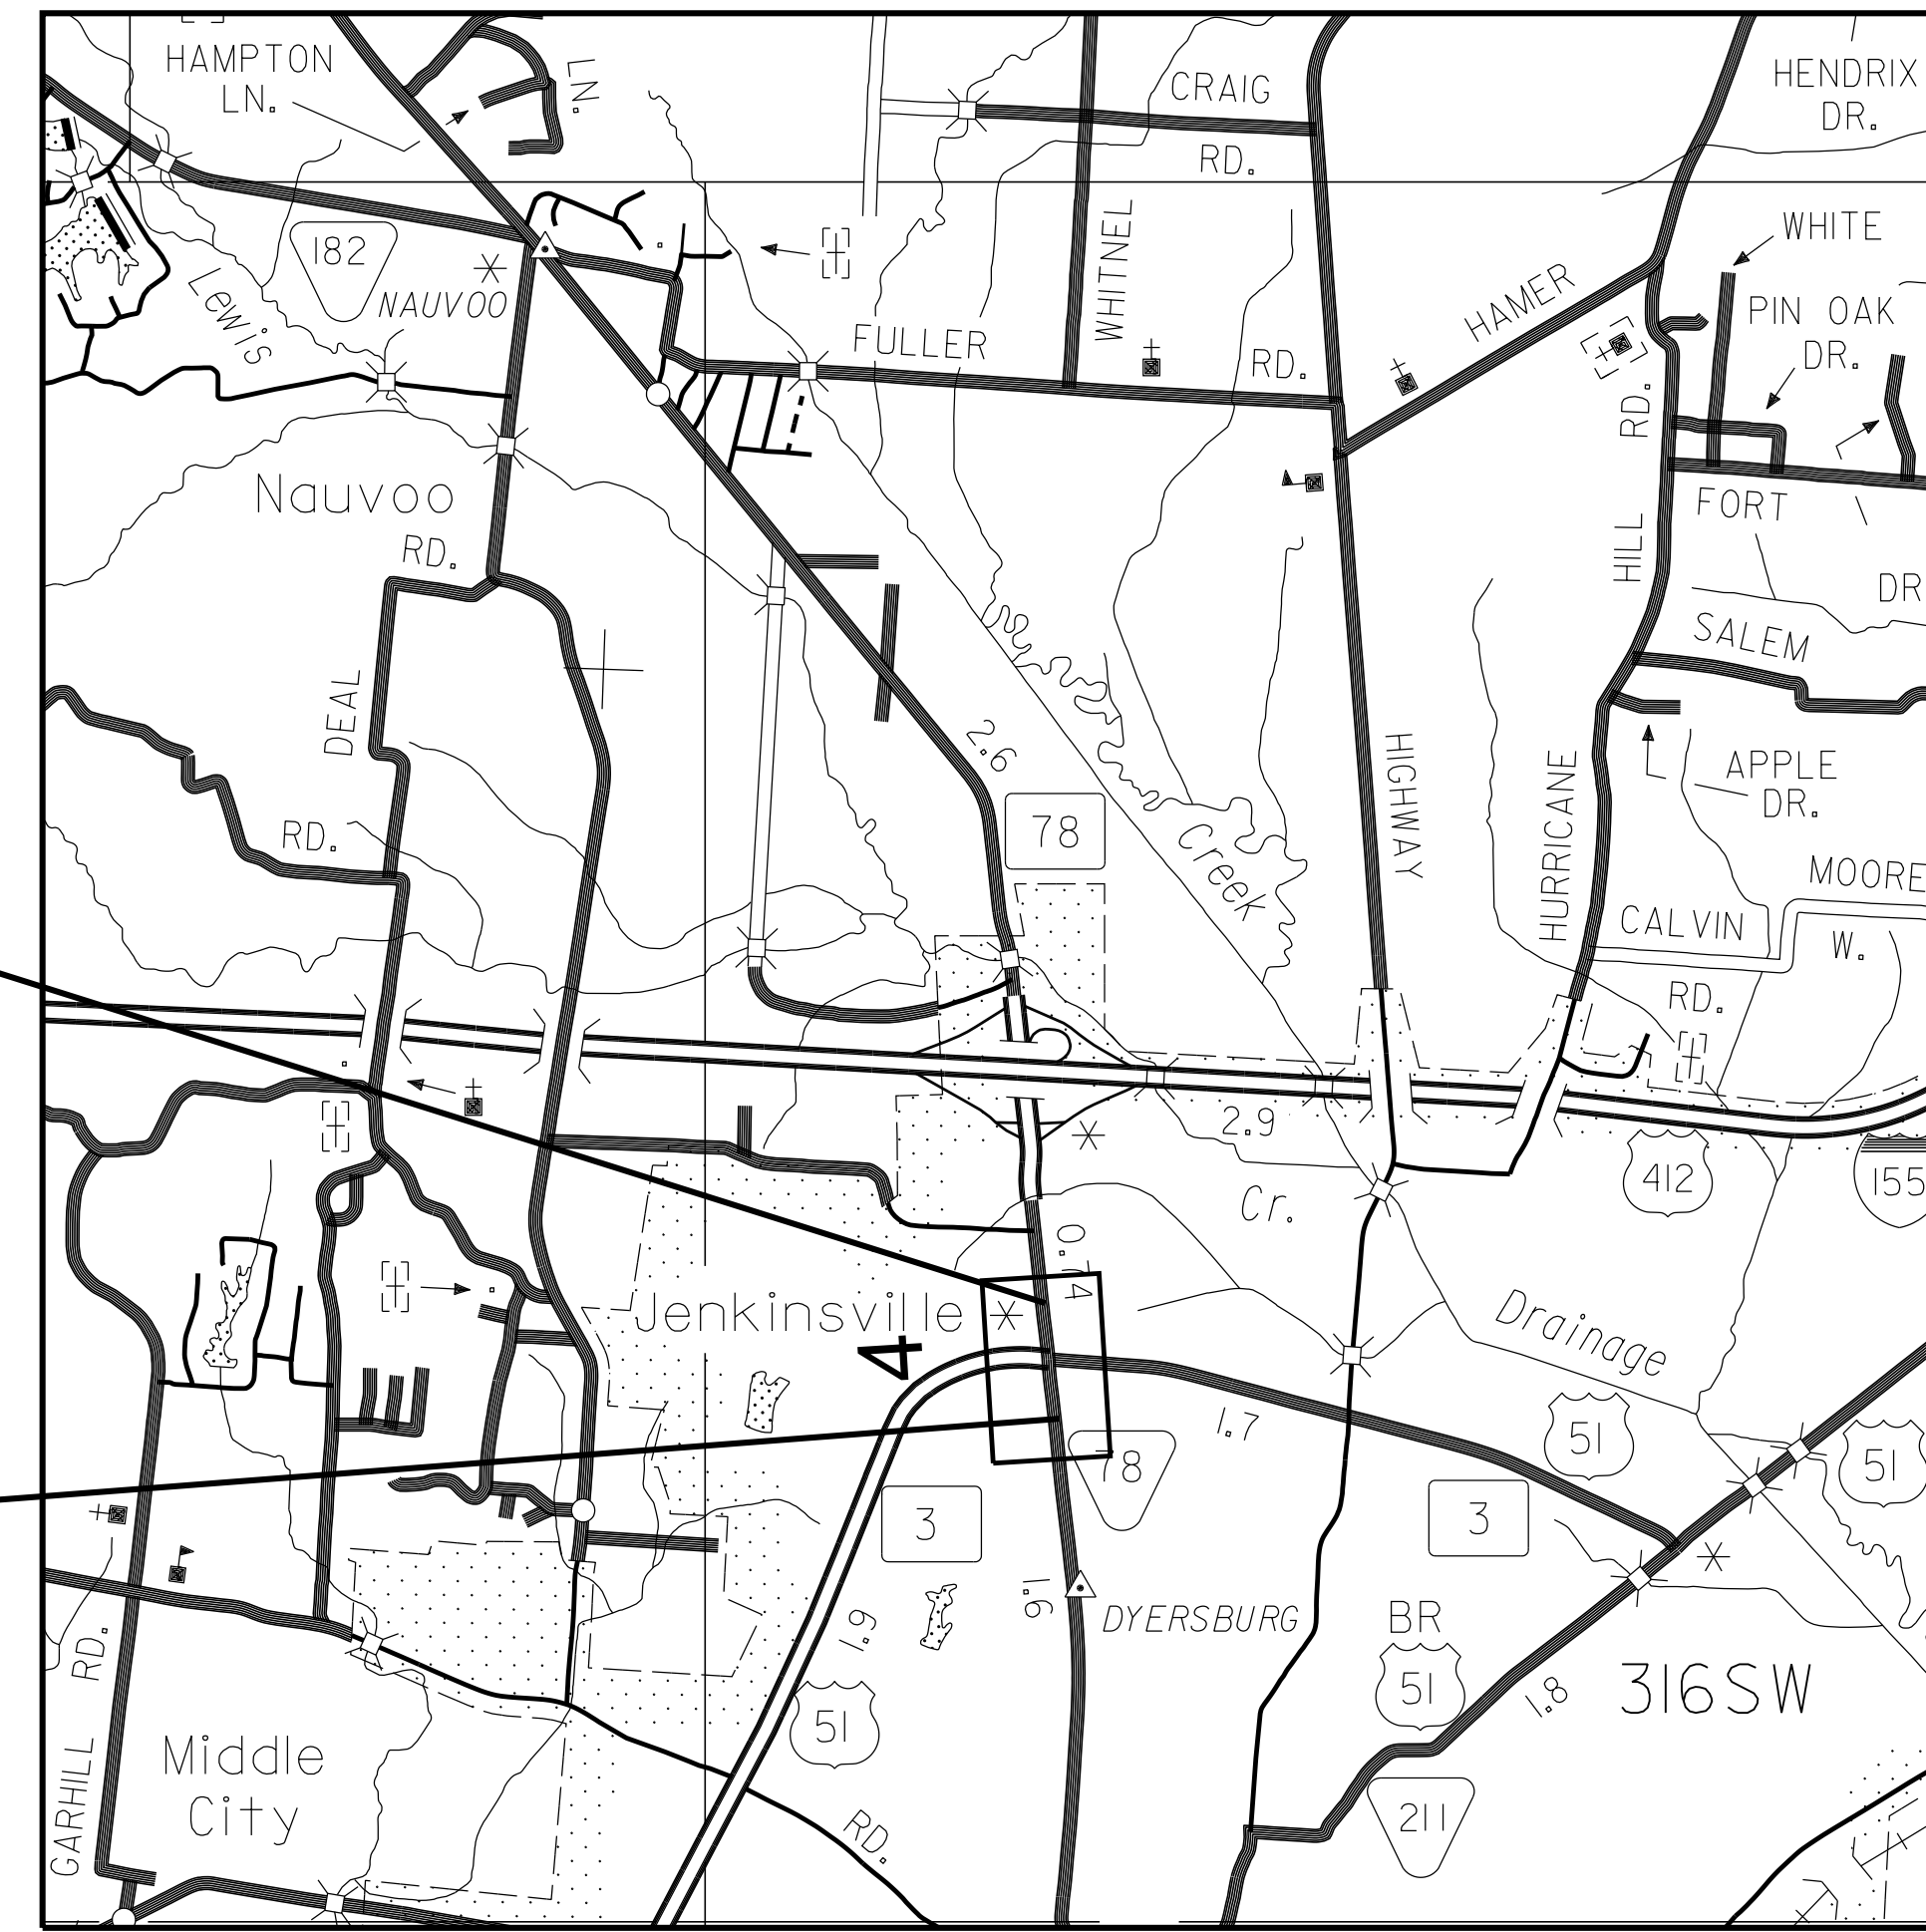 HAMPTON
LN.
LN.
CRAIG
RD.
HENDRIX
DR.
WHITNEL
WHITE
182
NAUVOO
Lewis
FULLER
RD.
HAMER
PIN OAK
DR.
RD.
Nauvoo
RD.
FORT
HILL
DR
SALEM
DEAL
2.6
78
HIGHWAY
HURRICANE
APPLE
DR.
RD.
Creek
MOORE
CALVIN
W.
RD.
2.9
412
155
Cr.
0.14
Jenkinsville
4
Drainage
1.7
51
51
78
3
3
1.6
1.9
DYERSBURG
BR
51
1.8
316SW
51
RD.
Middle
City
GARHILL
RD.
211